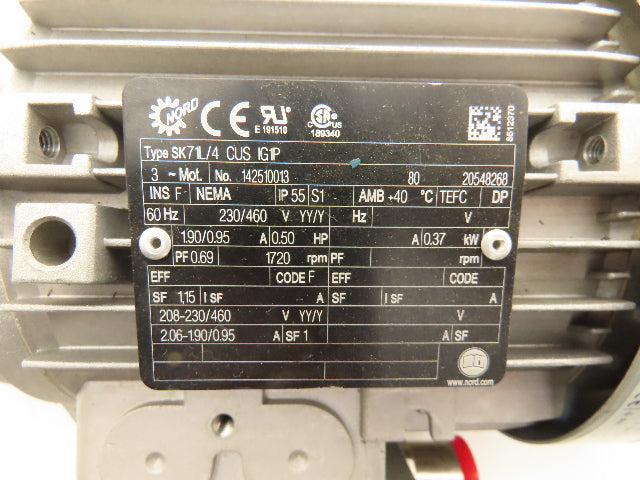 NORD CE E 191510 C US 189340 8512370
Type SK71L/4 CUS IG1P
3 ~ Mot. No. 142510013 80 20548268
INS F NEMA IP 55 S1 AMB +40 °C TEFC DP
60 Hz 230/460 V YY/Y Hz V
1.90/0.95 A 0.50 HP A 0.37 kW
PF 0.69 1720 rpm PF rpm
EFF CODE F EFF CODE
SF 1,15 I SF A SF I SF A
208-230/460 V YY/Y V
2.06-1.90/0.95 A SF 1 A SF
www.nord.com